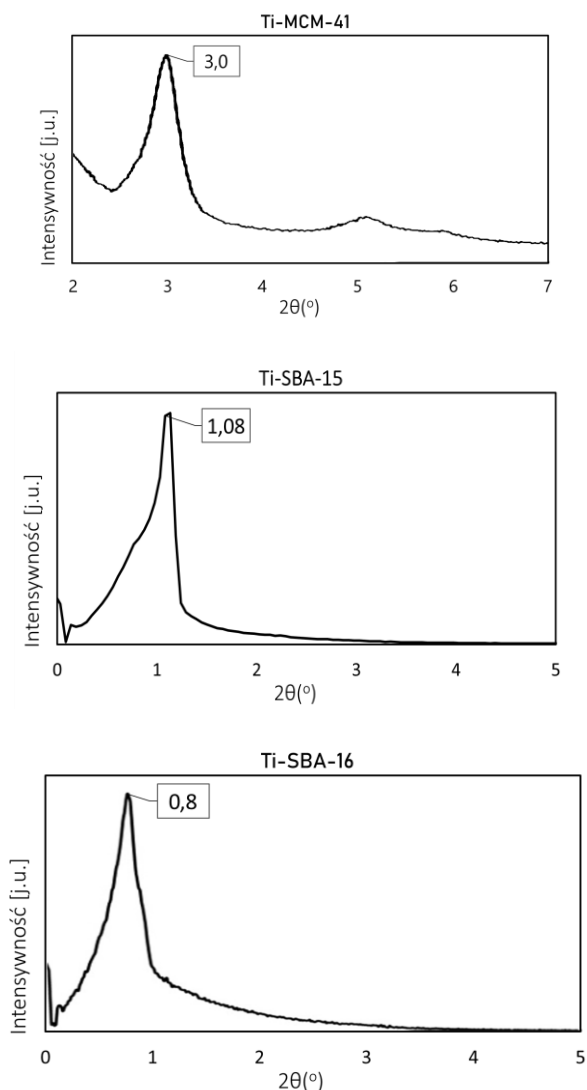 Ti-MCM-41
3,0
Intensywność [j.u.]
2 3 4 5 6 7
2θ(º)
Ti-SBA-15
1,08
Intensywność [j.u.]
0 1 2 3 4 5
2θ(º)
Ti-SBA-16
0,8
Intensywność [j.u.]
0 1 2 3 4 5
2θ(º)